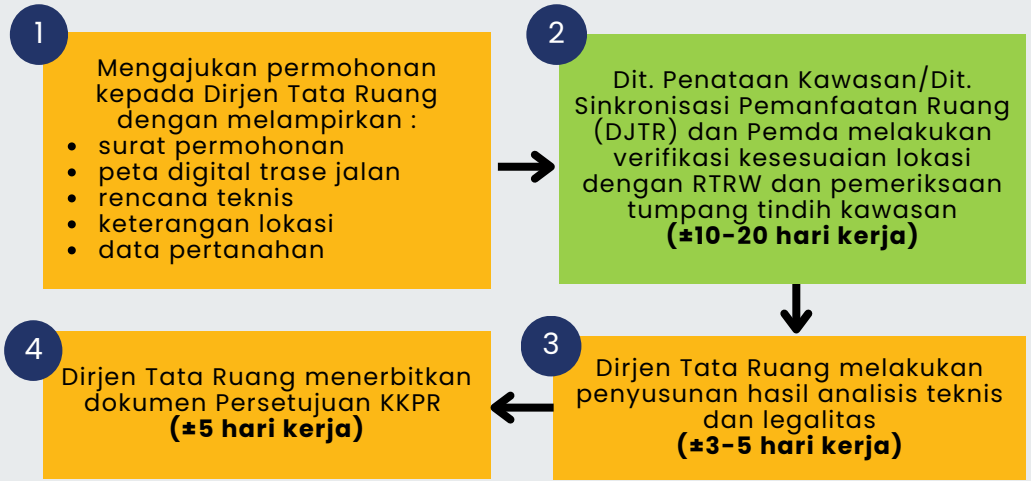 1
Mengajukan permohonan
kepada Dirjen Tata Ruang
dengan melampirkan :
• surat permohonan
• peta digital trase jalan
• rencana teknis
• keterangan lokasi
• data pertanahan
2
Dit. Penataan Kawasan/Dit.
Sinkronisasi Pemanfaatan Ruang
(DJTR) dan Pemda melakukan
verifikasi kesesuaian lokasi
dengan RTRW dan pemeriksaan
tumpang tindih kawasan
(±10-20 hari kerja)
3
Dirjen Tata Ruang melakukan
penyusunan hasil analisis teknis
dan legalitas
(±3-5 hari kerja)
4
Dirjen Tata Ruang menerbitkan
dokumen Persetujuan KKPR
(±5 hari kerja)